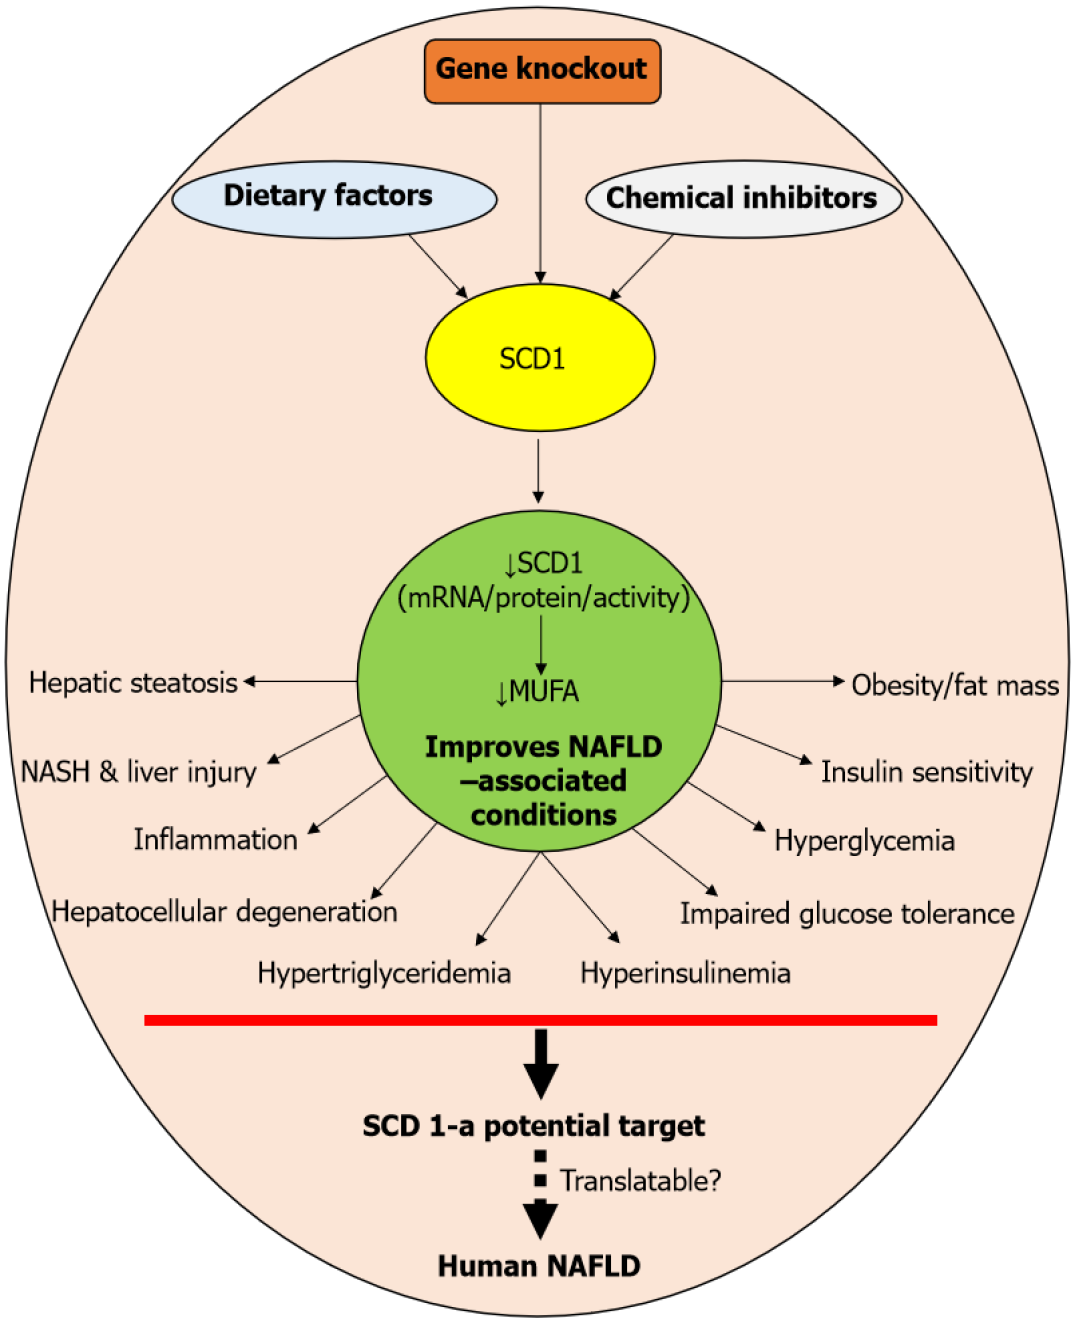 Gene knockout
Dietary factors
Chemical inhibitors
SCD1
↓SCD1
(mRNA/protein/activity)
↓MUFA
Improves NAFLD
–associated
conditions
Hepatic steatosis
Obesity/fat mass
NASH & liver injury
Insulin sensitivity
Inflammation
Hyperglycemia
Hepatocellular degeneration
Impaired glucose tolerance
Hypertriglyceridemia
Hyperinsulinemia
SCD 1-a potential target
Translatable?
Human NAFLD